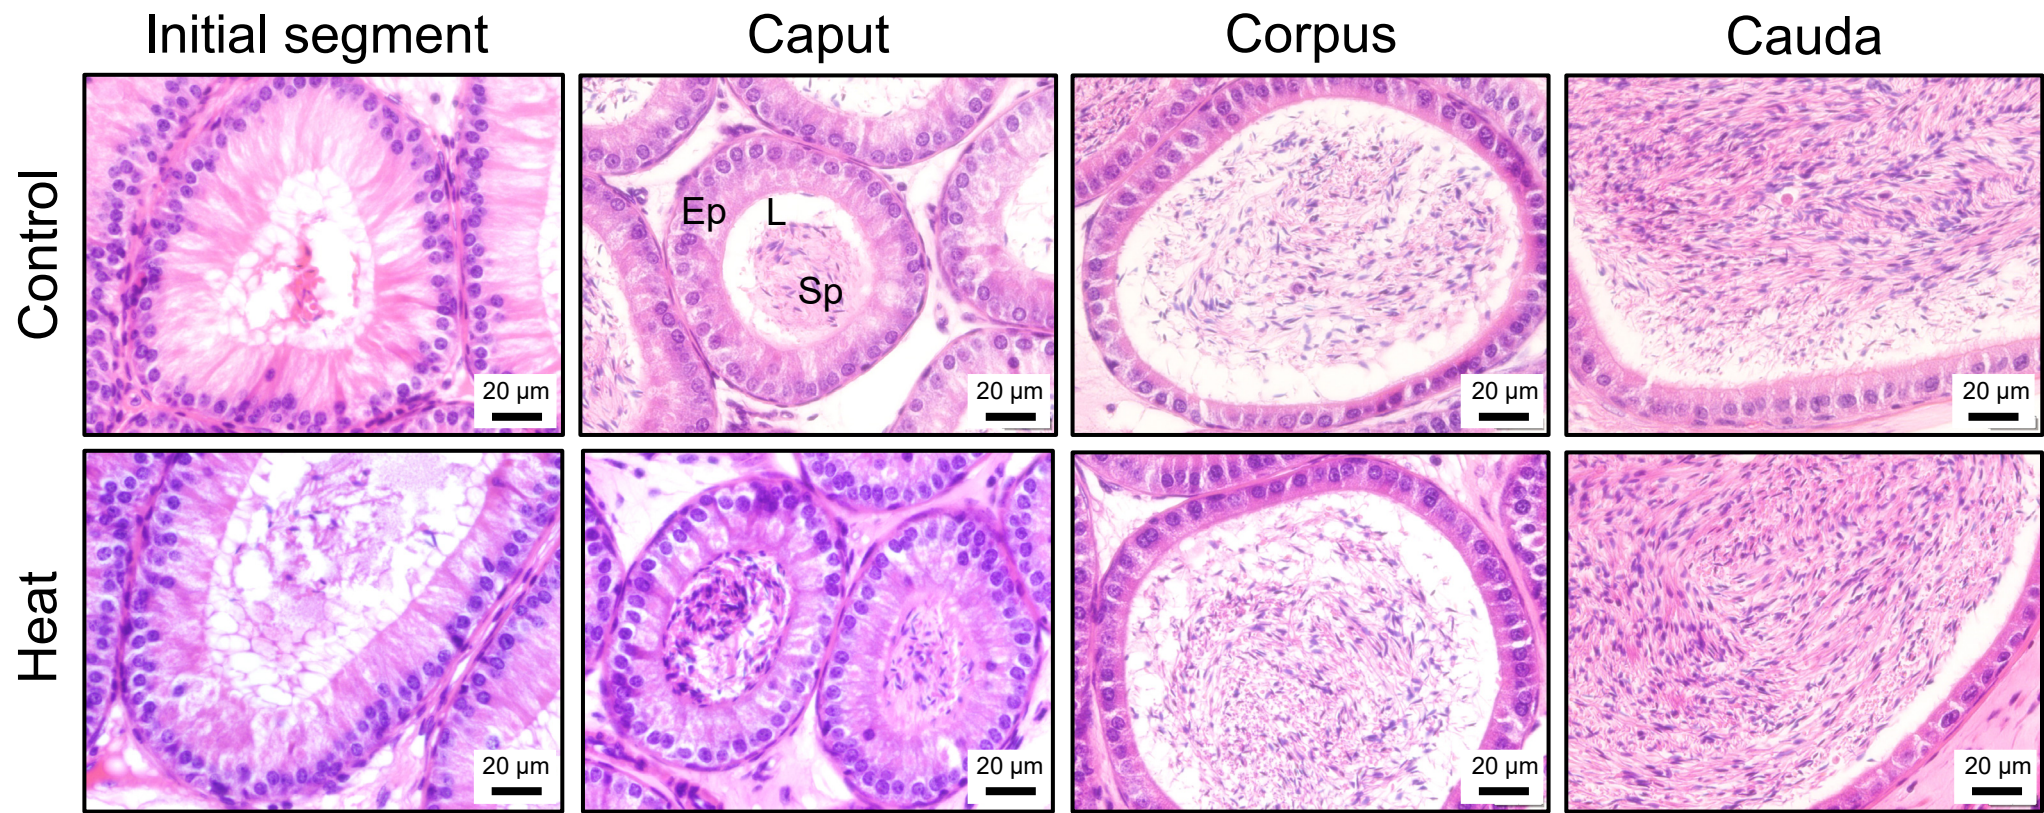 Initial segment Caput Corpus Cauda
Control
Ep L
Sp
20 µm 20 µm 20 µm 20 µm
Heat
20 µm 20 µm 20 µm 20 µm